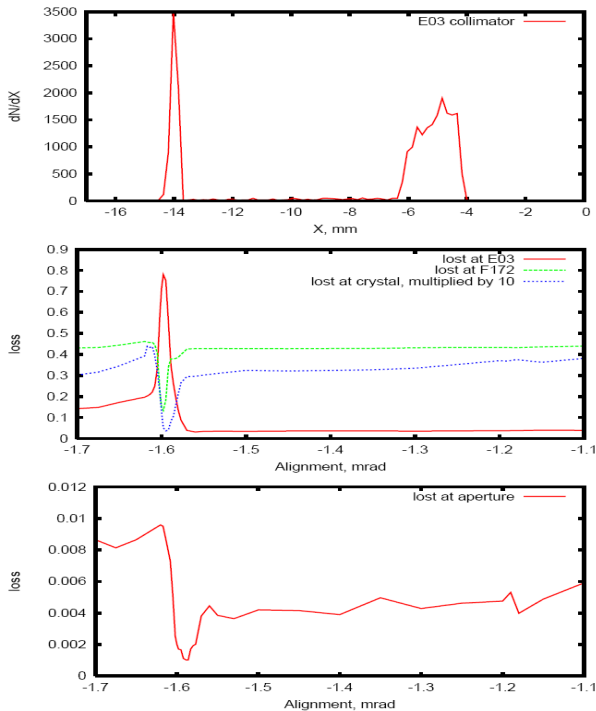 3500
3000
2500
2000
1500
1000
500
0
dN/dX
E03 collimator
-16 -14 -12 -10 -8 -6 -4 -2 0
X, mm
0.9
0.8
0.7
0.6
0.5
0.4
0.3
0.2
0.1
0
loss
lost at E03
lost at F172
lost at crystal, multiplied by 10
-1.7 -1.6 -1.5 -1.4 -1.3 -1.2 -1.1
Alignment, mrad
0.012
0.01
0.008
0.006
0.004
0.002
0
loss
lost at aperture
-1.7 -1.6 -1.5 -1.4 -1.3 -1.2 -1.1
Alignment, mrad